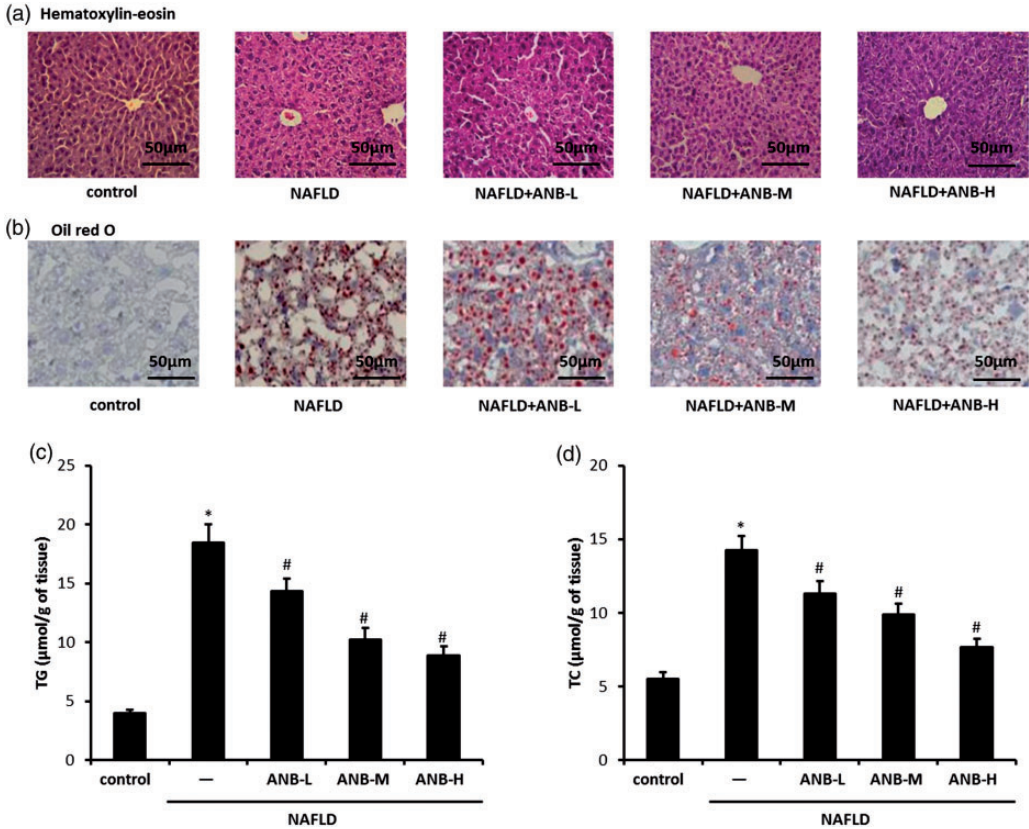 (a) Hematoxylin-eosin
50µm 50µm 50µm 50µm 50µm
control NAFLD NAFLD+ANB-L NAFLD+ANB-M NAFLD+ANB-H
(b) Oil red O
50µm 50µm 50µm 50µm 50µm
control NAFLD NAFLD+ANB-L NAFLD+ANB-M NAFLD+ANB-H
(c)
TG (µmol/g of tissue)
25
20
15
10
5
0
*
#
#
#
control — ANB-L ANB-M ANB-H
NAFLD
(d)
TC (µmol/g of tissue)
20
15
10
5
0
*
#
#
#
control — ANB-L ANB-M ANB-H
NAFLD